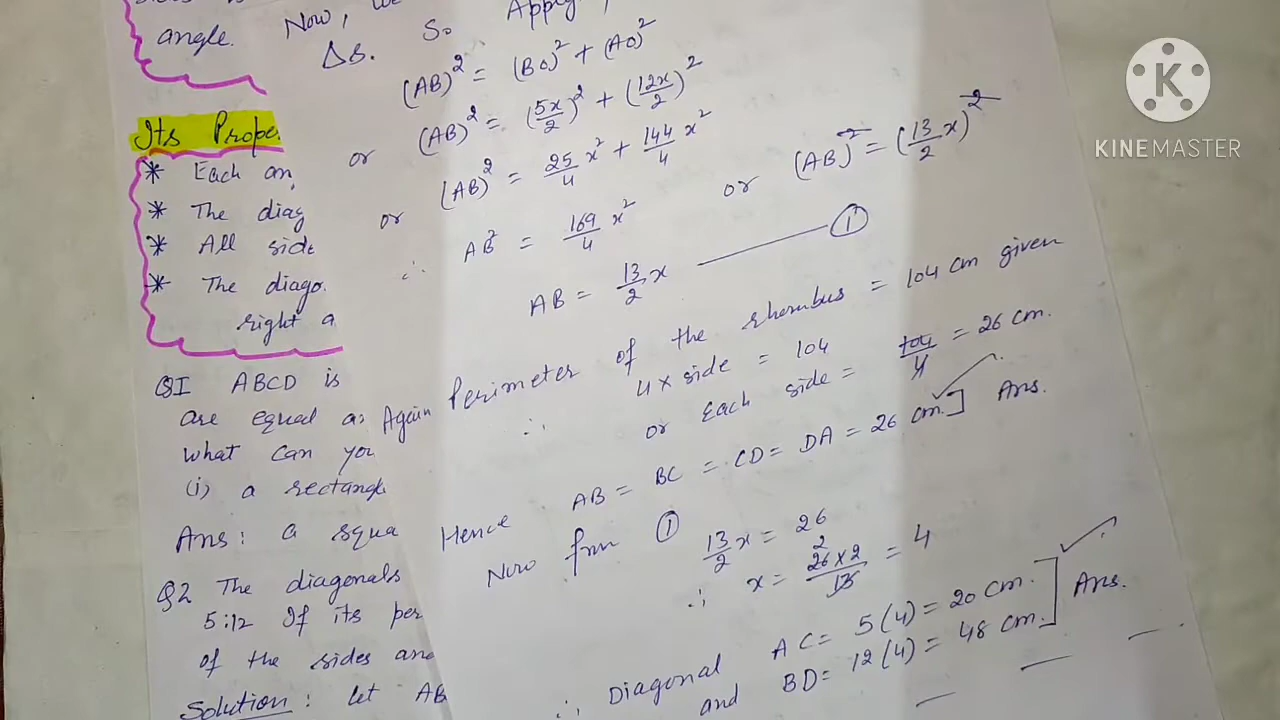 angle.
Its Prope
* Each an
* The diag
* All side
* The diago.
right a
Q1 ABCD is
are equal a
what can you
(i) a rectangle
Ans: a squa
Q2 The diagonals
5:12 If its per
of the sides and
Solution: Let AB
Now, we
Δs. So Apply
(AB)² = (BO)² + (AO)²
or (AB)² = (5x/2)² + (12x/2)²
or (AB)² = 25/4 x² + 144/4 x²
∴ AB² = 169/4 x² or (AB)² = (13/2 x)²
AB = 13/2 x ——— ①
Again Perimeter of the rhombus = 104 cm given
∴ 4 x side = 104
or Each side = 104/4 = 26 cm.
Hence AB = BC = CD = DA = 26 cm.] Ans.
Now from ① 13/2 x = 26
∴ x = 26 x 2/13 = 4
2
∴ Diagonal AC = 5(4) = 20 cm.
and BD = 12(4) = 48 cm.] Ans.
KINEMASTER
K